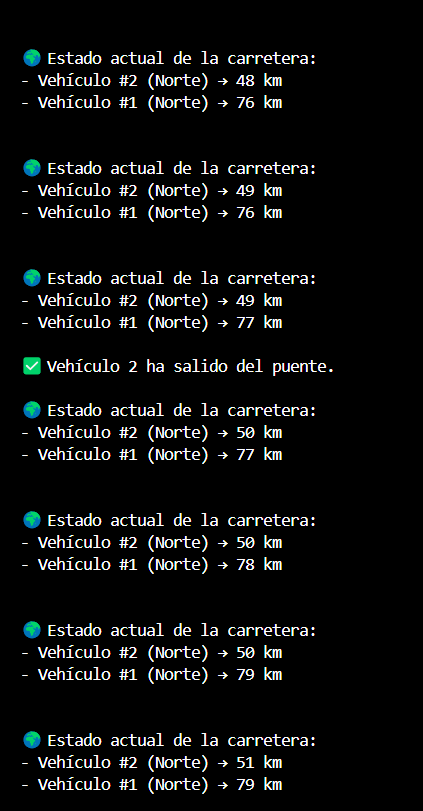 🌍 Estado actual de la carretera:
- Vehículo #2 (Norte) → 48 km
- Vehículo #1 (Norte) → 76 km
🌍 Estado actual de la carretera:
- Vehículo #2 (Norte) → 49 km
- Vehículo #1 (Norte) → 76 km
🌍 Estado actual de la carretera:
- Vehículo #2 (Norte) → 49 km
- Vehículo #1 (Norte) → 77 km
✅ Vehículo 2 ha salido del puente.
🌍 Estado actual de la carretera:
- Vehículo #2 (Norte) → 50 km
- Vehículo #1 (Norte) → 77 km
🌍 Estado actual de la carretera:
- Vehículo #2 (Norte) → 50 km
- Vehículo #1 (Norte) → 78 km
🌍 Estado actual de la carretera:
- Vehículo #2 (Norte) → 50 km
- Vehículo #1 (Norte) → 79 km
🌍 Estado actual de la carretera:
- Vehículo #2 (Norte) → 51 km
- Vehículo #1 (Norte) → 79 km